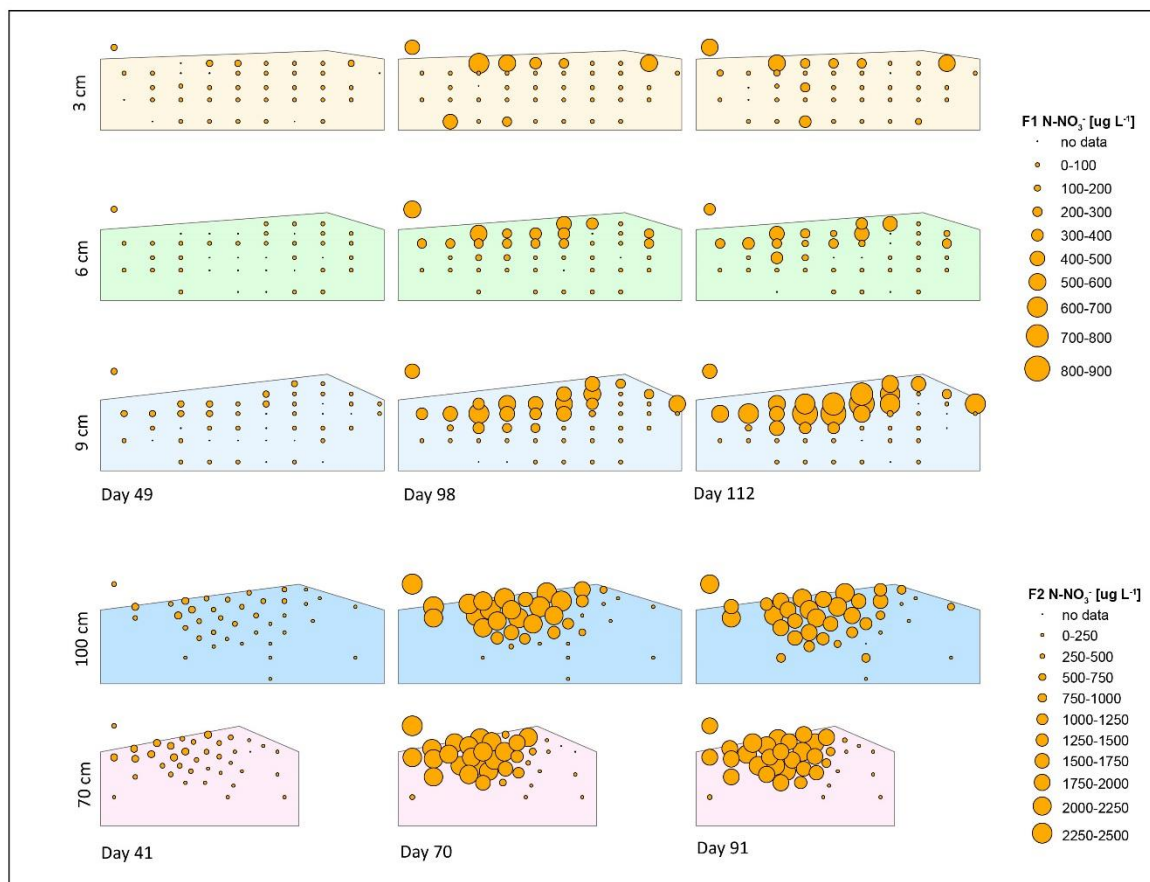 3 cm
6 cm
9 cm
Day 49
Day 98
Day 112
100 cm
70 cm
Day 41
Day 70
Day 91
F1 N-NO₃⁻ [ug L⁻¹]
no data
0-100
100-200
200-300
300-400
400-500
500-600
600-700
700-800
800-900
F2 N-NO₃⁻ [ug L⁻¹]
no data
0-250
250-500
500-750
750-1000
1000-1250
1250-1500
1500-1750
1750-2000
2000-2250
2250-2500